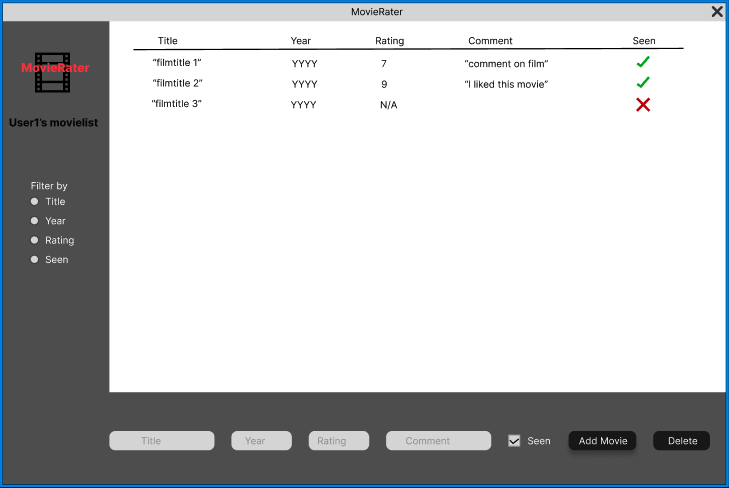 MovieRater
MovieRater
User1's movielist
Filter by
Title
Year
Rating
Seen
Title Year Rating Comment Seen
“filmtitle 1” YYYY 7 “comment on film”
“filmtitle 2” YYYY 9 “I liked this movie”
“filmtitle 3” YYYY N/A
Title Year Rating Comment Seen Add Movie Delete